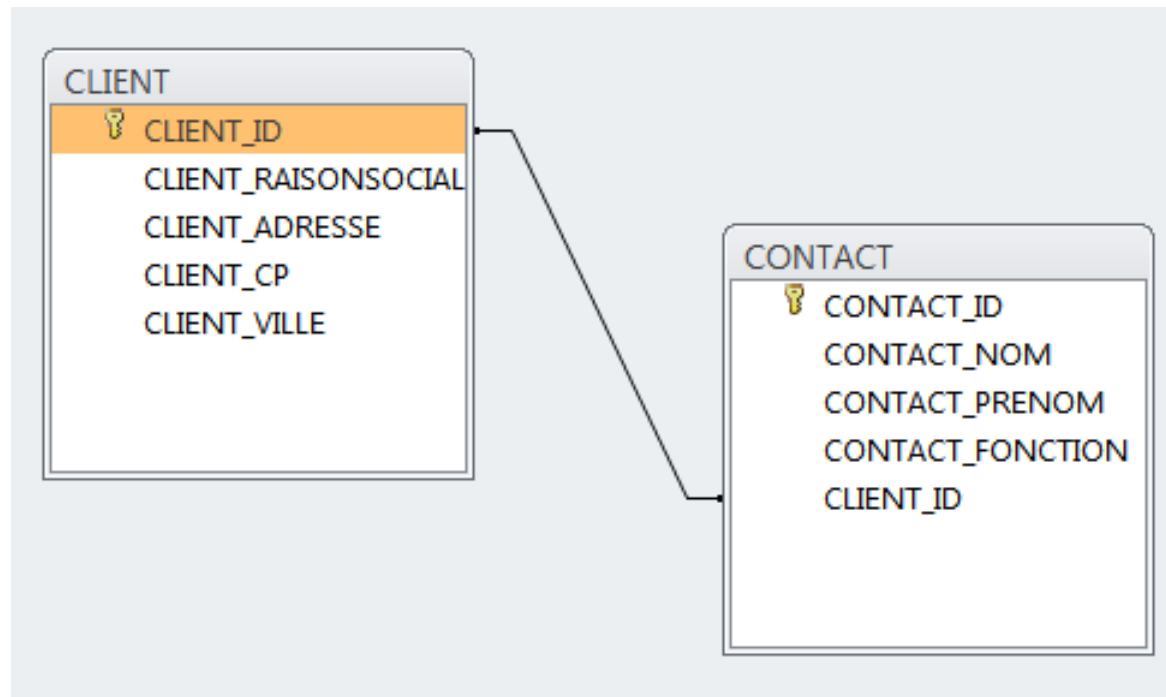 CLIENT
CLIENT_ID
CLIENT_RAISONSOCIAL
CLIENT_ADRESSE
CLIENT_CP
CLIENT_VILLE
CONTACT
CONTACT_ID
CONTACT_NOM
CONTACT_PRENOM
CONTACT_FONCTION
CLIENT_ID